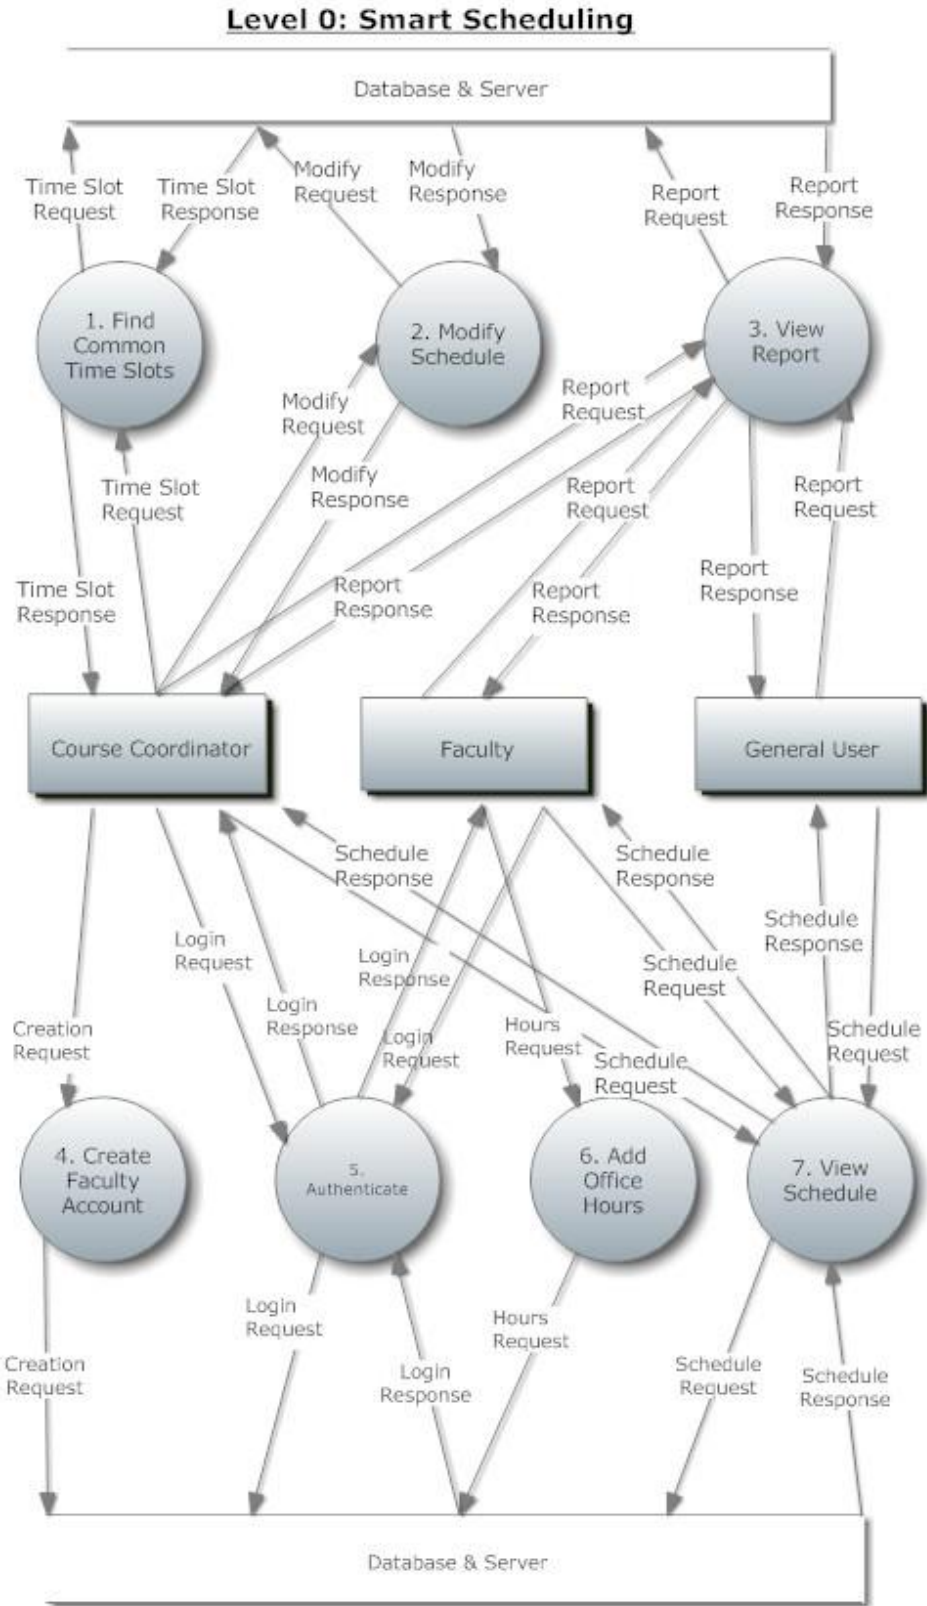 Level 0: Smart Scheduling
Database & Server
Time Slot
Request
Time Slot
Response
Modify
Request
Modify
Response
Report
Request
Report
Response
1. Find
Common
Time Slots
2. Modify
Schedule
3. View
Report
Modify
Request
Report
Request
Time Slot
Request
Modify
Response
Report
Request
Report
Request
Time Slot
Response
Report
Response
Report
Response
Report
Response
Course Coordinator
Faculty
General User
Schedule
Response
Schedule
Response
Schedule
Response
Login
Request
Login
Response
Schedule
Request
Creation
Request
Login
Response
Login
Request
Hours
Request
Schedule
Request
Schedule
Request
4. Create
Faculty
Account
5.
Authenticate
6. Add
Office
Hours
7. View
Schedule
Login
Request
Hours
Request
Creation
Request
Login
Response
Schedule
Request
Schedule
Response
Database & Server